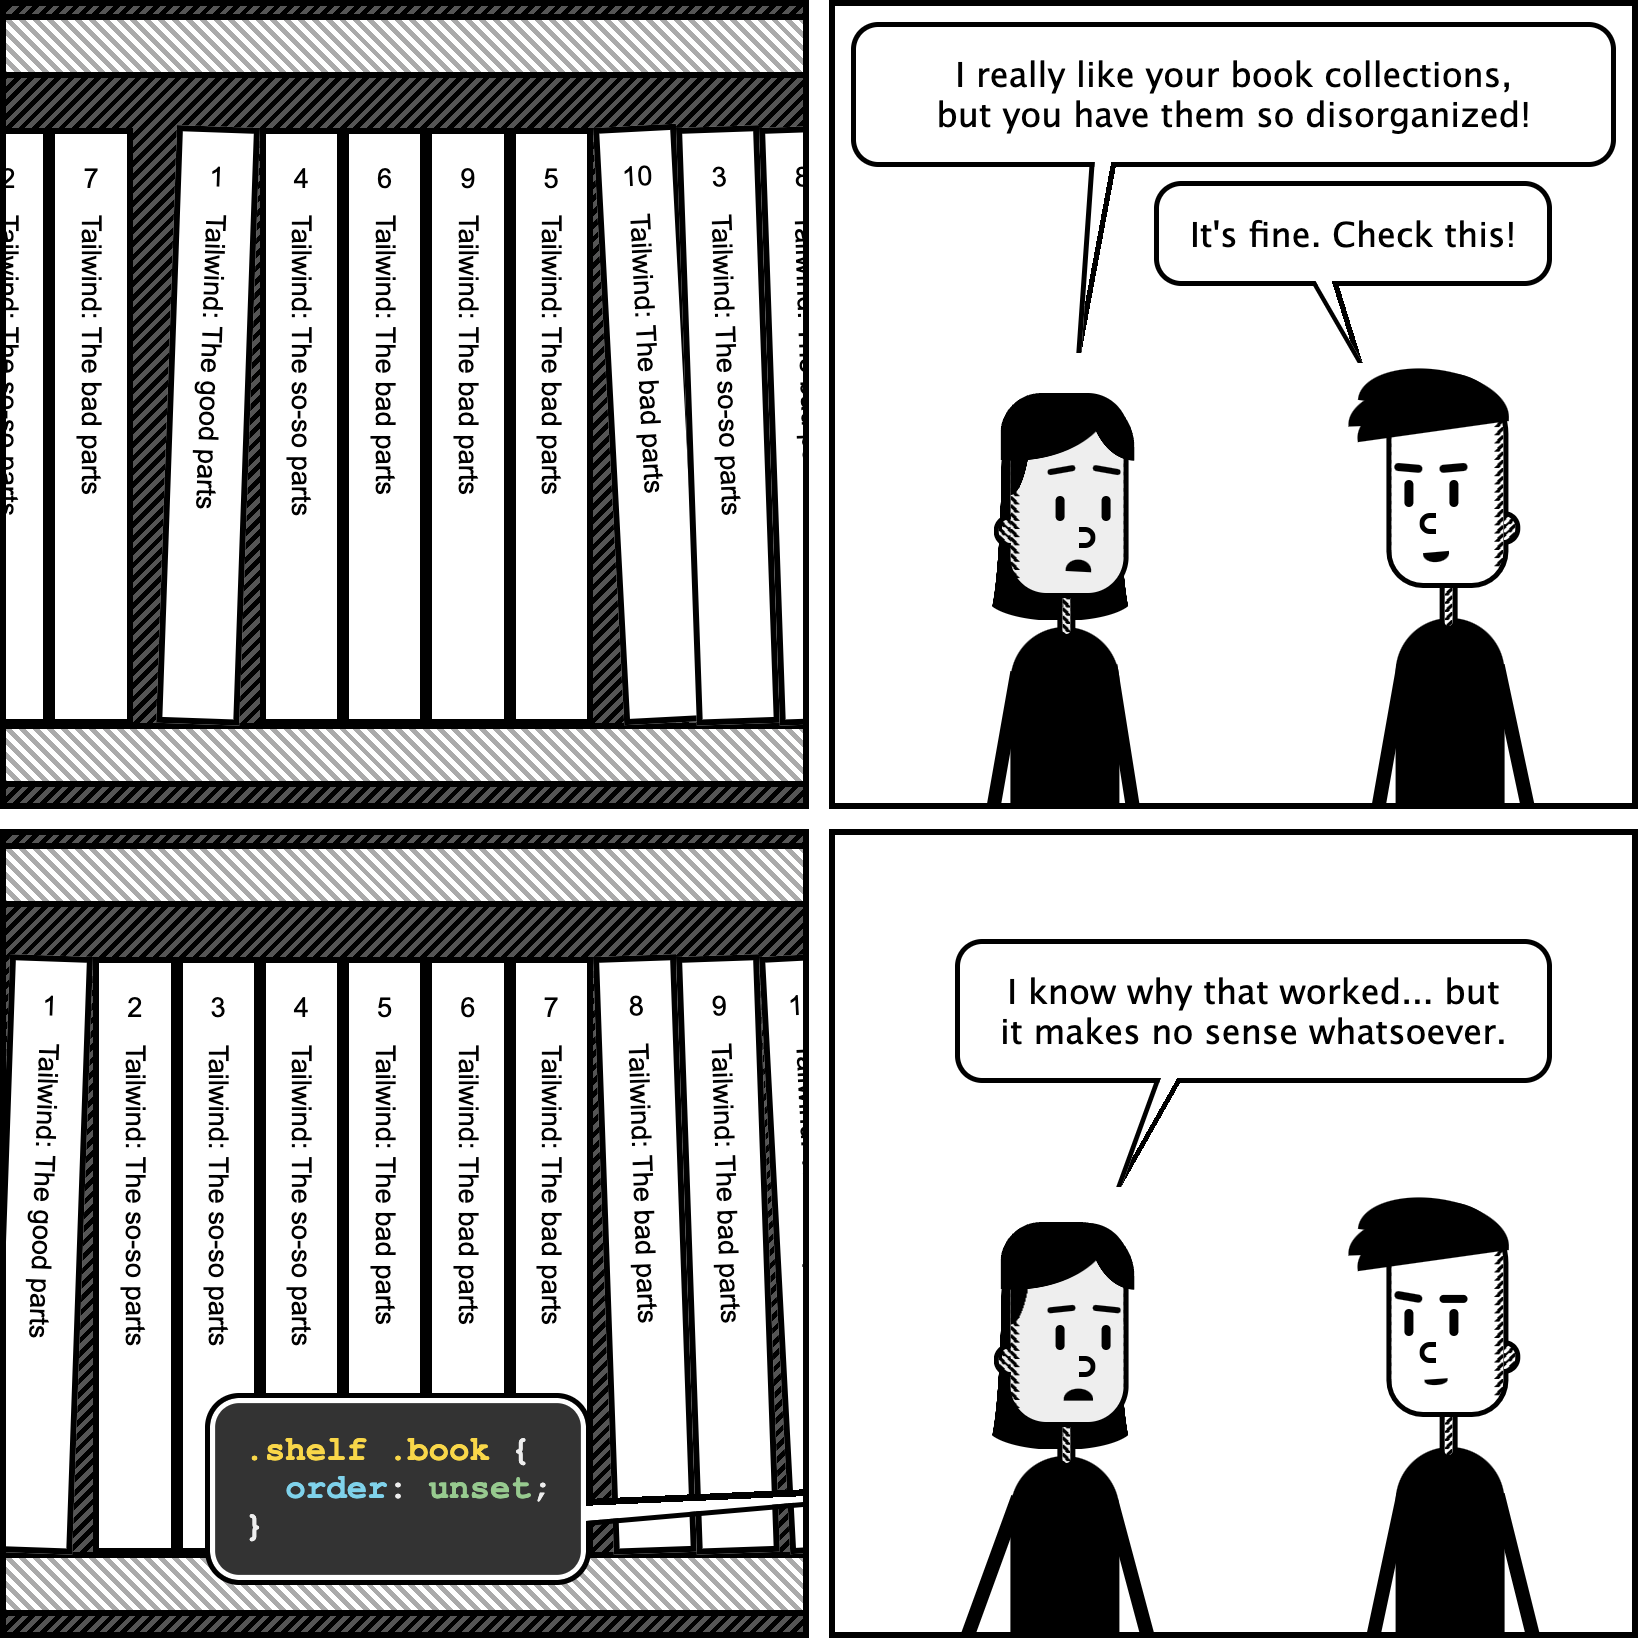 2 Tailwind: The so-so parts
7 Tailwind: The bad parts
1 Tailwind: The good parts
4 Tailwind: The so-so parts
6 Tailwind: The bad parts
9 Tailwind: The bad parts
5 Tailwind: The bad parts
10 Tailwind: The bad parts
3 Tailwind: The so-so parts
8 Tailwind: The bad parts
I really like your book collections,
but you have them so disorganized!
It's fine. Check this!
1 Tailwind: The good parts
2 Tailwind: The so-so parts
3 Tailwind: The so-so parts
4 Tailwind: The so-so parts
5 Tailwind: The bad parts
6 Tailwind: The bad parts
7 Tailwind: The bad parts
8 Tailwind: The bad parts
9 Tailwind: The bad parts
1
.shelf .book {
order: unset;
}
I know why that worked... but
it makes no sense whatsoever.